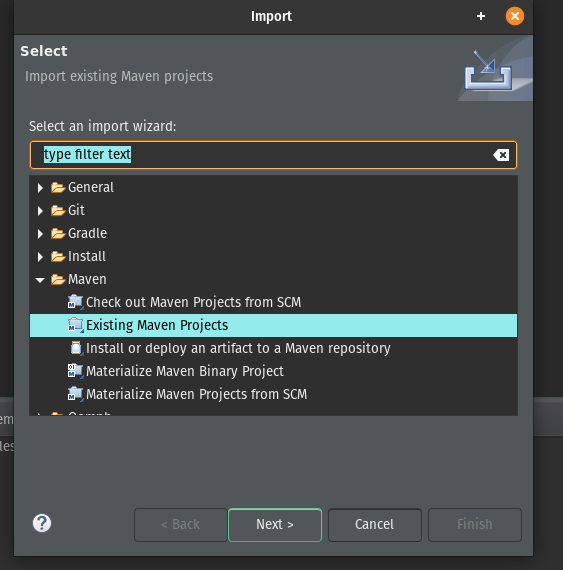 Import
Select
Import existing Maven projects
Select an import wizard:
type filter text
General
Git
Gradle
Install
Maven
Check out Maven Projects from SCM
Existing Maven Projects
Install or deploy an artifact to a Maven repository
Materialize Maven Binary Project
Materialize Maven Projects from SCM
< Back
Next >
Cancel
Finish